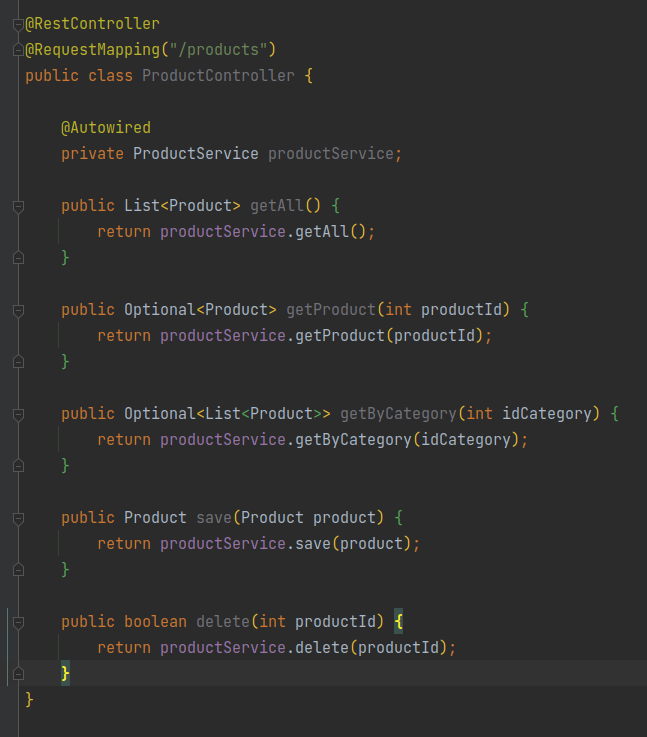 @RestController
@RequestMapping("/products")
public class ProductController {
@Autowired
private ProductService productService;
public List<Product> getAll() {
return productService.getAll();
}
public Optional<Product> getProduct(int productId) {
return productService.getProduct(productId);
}
public Optional<List<Product>> getByCategory(int idCategory) {
return productService.getByCategory(idCategory);
}
public Product save(Product product) {
return productService.save(product);
}
public boolean delete(int productId) {
return productService.delete(productId);
}
}